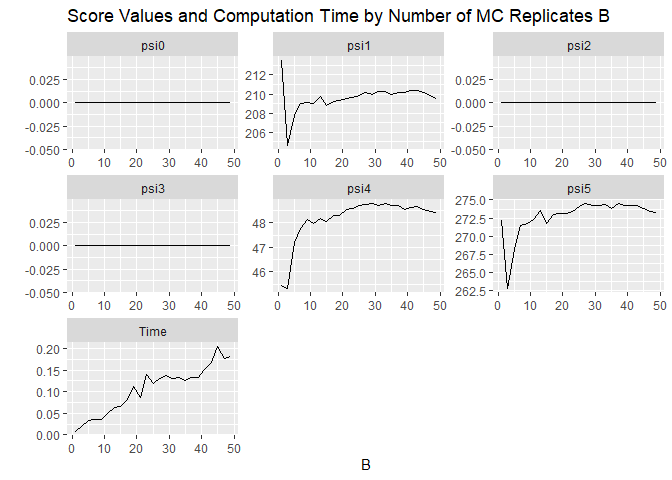 Score Values and Computation Time by Number of MC Replicates B
psi0 psi1 psi2
0.025
0.000
-0.025
-0.050
0 10 20 30 40 50
212
210
208
206
0 10 20 30 40 50
0.025
0.000
-0.025
-0.050
0 10 20 30 40 50
psi3 psi4 psi5
0.025
0.000
-0.025
-0.050
0 10 20 30 40 50
48
47
46
0 10 20 30 40 50
275.0
272.5
270.0
267.5
265.0
262.5
0 10 20 30 40 50
Time
0.20
0.15
0.10
0.05
0.00
0 10 20 30 40 50
B